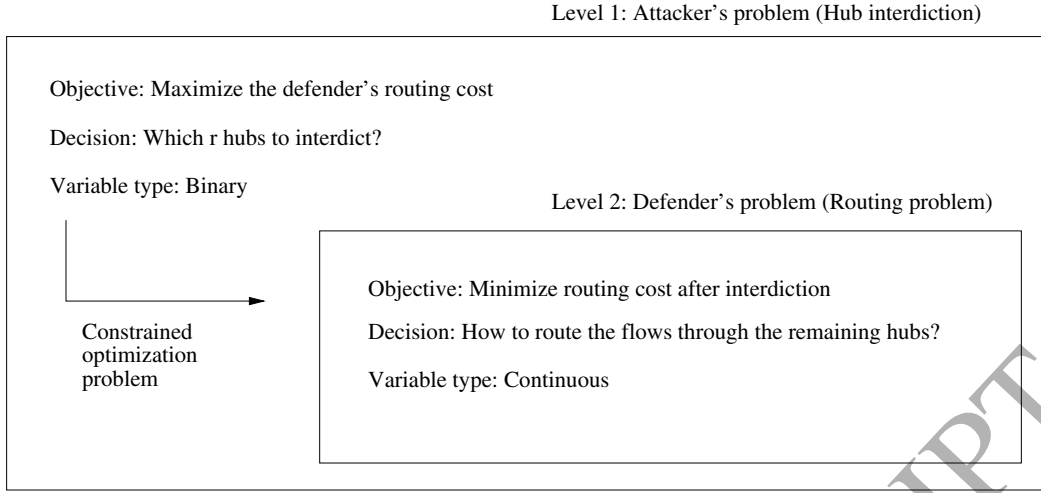 Level 1: Attacker's problem (Hub interdiction)
Objective: Maximize the defender's routing cost
Decision: Which r hubs to interdict?
Variable type: Binary
Level 2: Defender's problem (Routing problem)
Objective: Minimize routing cost after interdiction
Decision: How to route the flows through the remaining hubs?
Variable type: Continuous
Constrained
optimization
problem
IPT